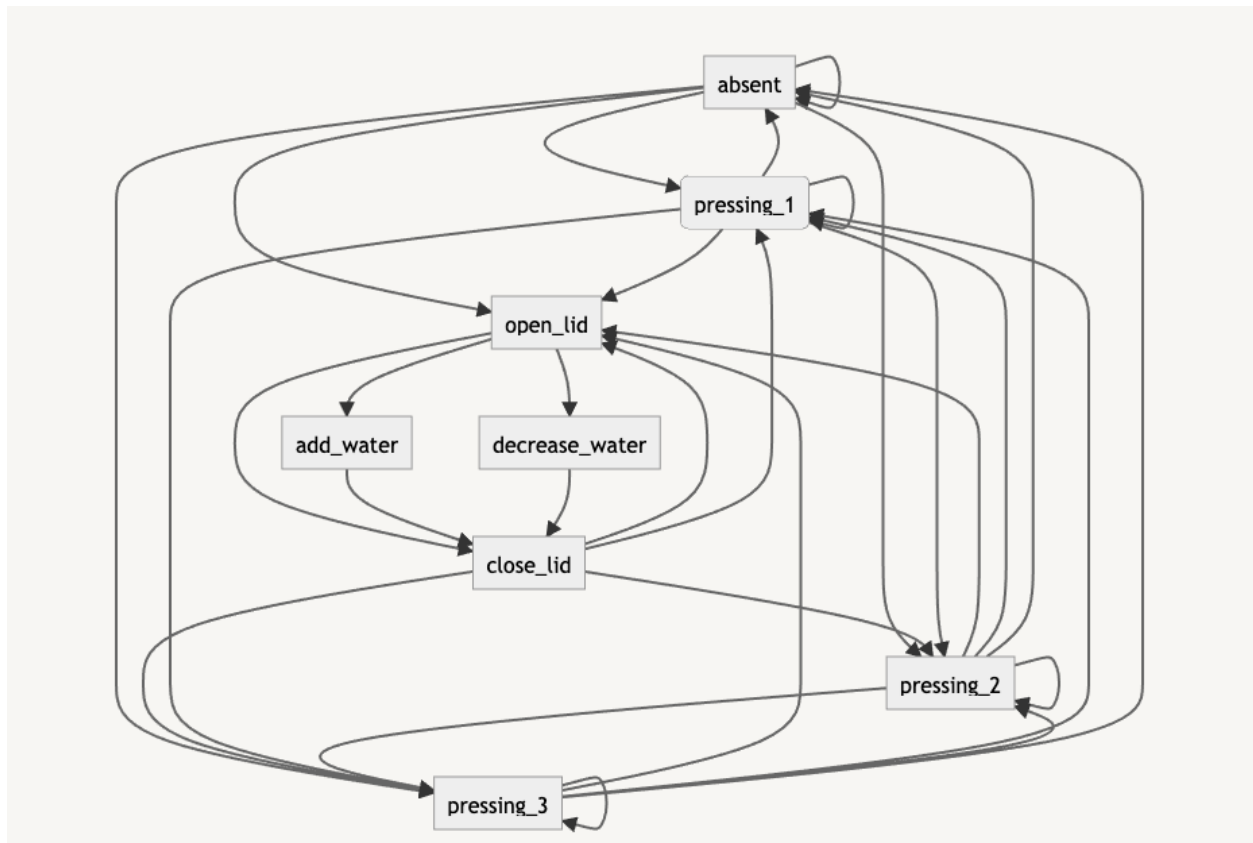 absent
pressing_1
open_lid
add_water
decrease_water
close_lid
pressing_2
pressing_3